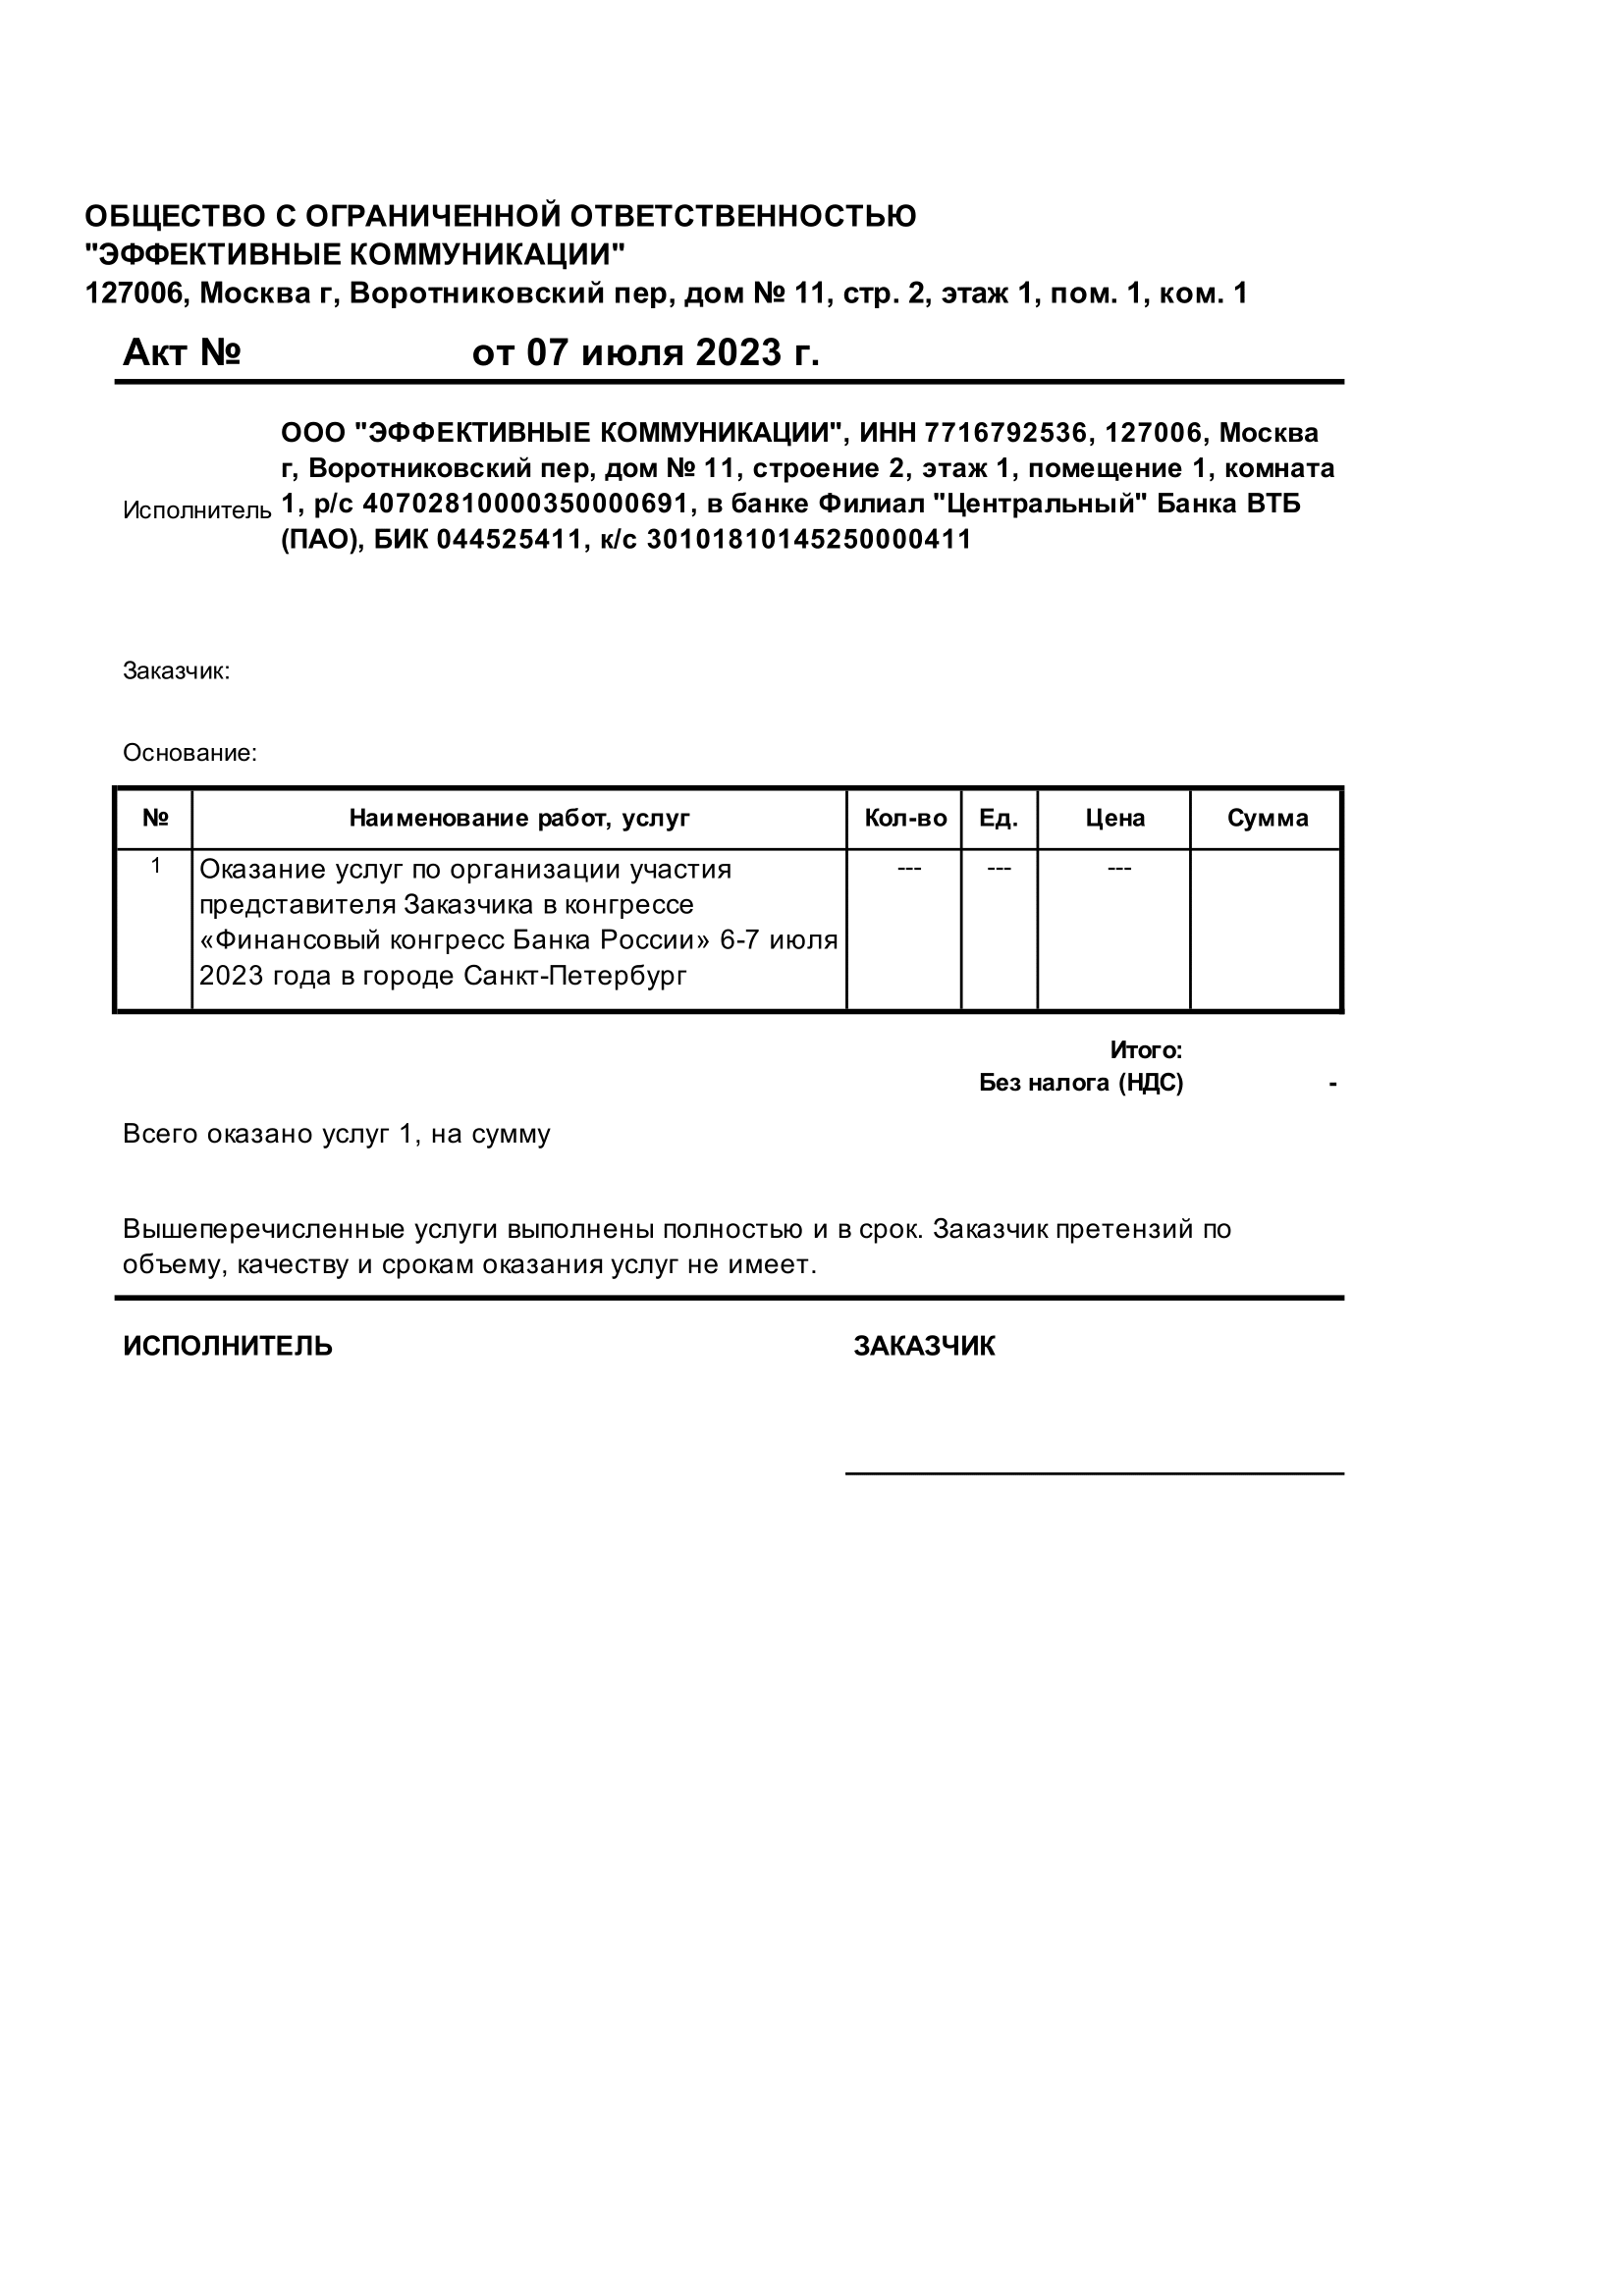 ОБЩЕСТВО С ОГРАНИЧЕННОЙ ОТВЕТСТВЕННОСТЬЮ
"ЭФФЕКТИВНЫЕ КОММУНИКАЦИИ"
127006, Москва г, Воротниковский пер, дом № 11, стр. 2, этаж 1, пом. 1, ком. 1
Акт № от 07 июля 2023 г.
Исполнитель
ООО "ЭФФЕКТИВНЫЕ КОММУНИКАЦИИ", ИНН 7716792536, 127006, Москва
г, Воротниковский пер, дом № 11, строение 2, этаж 1, помещение 1, комната
1, р/с 40702810000350000691, в банке Филиал "Центральный" Банка ВТБ
(ПАО), БИК 044525411, к/с 30101810145250000411
Заказчик:
Основание:
№ Наименование работ, услуг Кол-во Ед. Цена Сумма
1 Оказание услуг по организации участия --- --- ---
представителя Заказчика в конгрессе
«Финансовый конгресс Банка России» 6-7 июля
2023 года в городе Санкт-Петербург
Итого:
Без налога (НДС) -
Всего оказано услуг 1, на сумму
Вышеперечисленные услуги выполнены полностью и в срок. Заказчик претензий по
объему, качеству и срокам оказания услуг не имеет.
ИСПОЛНИТЕЛЬ ЗАКАЗЧИК